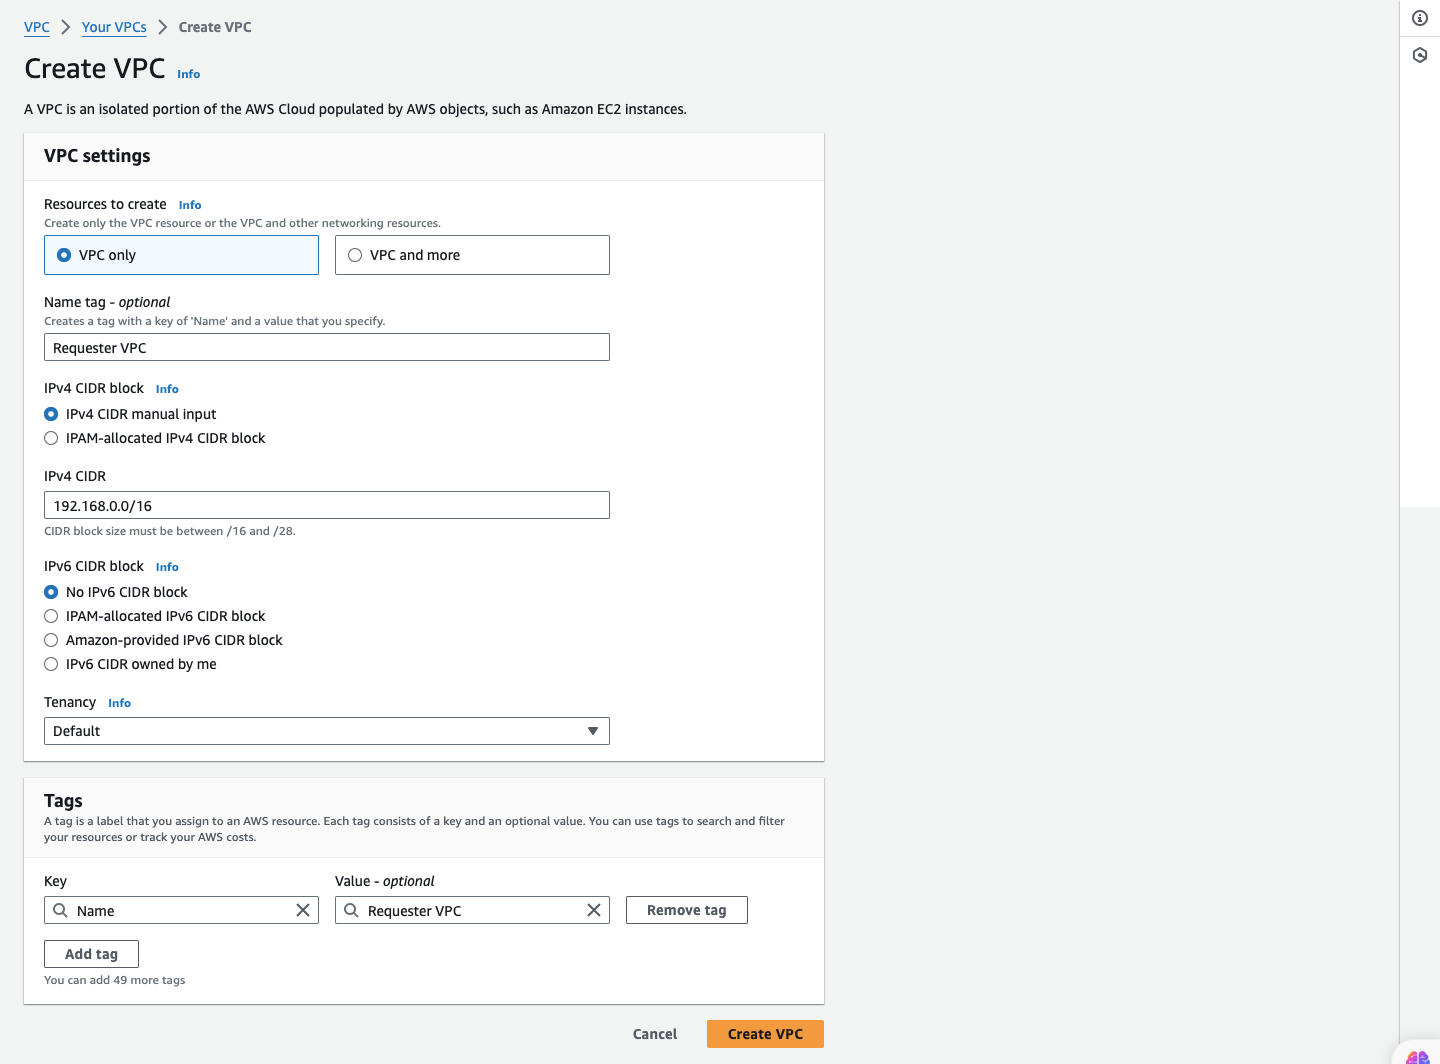 VPC > Your VPCs > Create VPC
Create VPC Info
A VPC is an isolated portion of the AWS Cloud populated by AWS objects, such as Amazon EC2 instances.
VPC settings
Resources to create Info
Create only the VPC resource or the VPC and other networking resources.
VPC only VPC and more
Name tag - optional
Creates a tag with a key of 'Name' and a value that you specify.
Requester VPC
IPv4 CIDR block Info
IPv4 CIDR manual input
IPAM-allocated IPv4 CIDR block
IPv4 CIDR
192.168.0.0/16
CIDR block size must be between /16 and /28.
IPv6 CIDR block Info
No IPv6 CIDR block
IPAM-allocated IPv6 CIDR block
Amazon-provided IPv6 CIDR block
IPv6 CIDR owned by me
Tenancy Info
Default
Tags
A tag is a label that you assign to an AWS resource. Each tag consists of a key and an optional value. You can use tags to search and filter
your resources or track your AWS costs.
Key Value - optional
Name Requester VPC Remove tag
Add tag
You can add 49 more tags
Cancel Create VPC